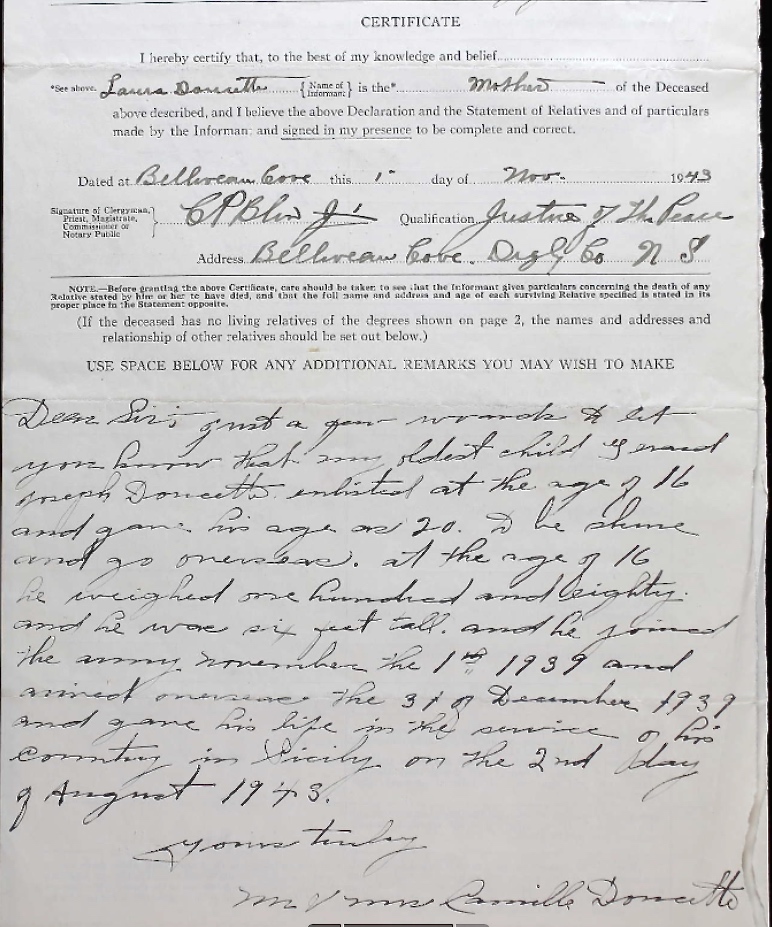 CERTIFICATE
I hereby certify that, to the best of my knowledge and belief
*See above. Laura Doucette {Name of Informant} is the* Mother of the Deceased
above described, and I believe the above Declaration and the Statement of Relatives and of particulars
made by the Informant and signed in my presence to be complete and correct.
Dated at Belliveau Cove this 1st day of Nov. 1943
Signature of Clergyman, Priest, Magistrate, Commissioner or Notary Public } Qualification Justice of The Peace
Address Belliveau Cove. Digby Co N S
NOTE.—Before granting the above Certificate, care should be taken to see that the Informant gives particulars concerning the death of any
Relative stated by him or her to have died, and that the full name and address and age of each surviving Relative specified is stated in its
proper place in the Statement opposite.
(If the deceased has no living relatives of the degrees shown on page 2, the names and addresses and
relationship of other relatives should be set out below.)
USE SPACE BELOW FOR ANY ADDITIONAL REMARKS YOU MAY WISH TO MAKE
Dear Sir's just a few words to let
you know that my oldest child Gerard
Joseph Doucette enlisted at the age of 16
and gave his age as 20. to be
and go overseas. at the age of 16
he weighed one hundred and eighty.
and he was six feet tall. and he joined
the army november the 1st 1939 and
arrived overseas the 31 of December 1939
and gave his life in the service of his
country in Sicily on the 2nd day
of August 1943.
yours truly
Mr & Mrs Camille Doucette